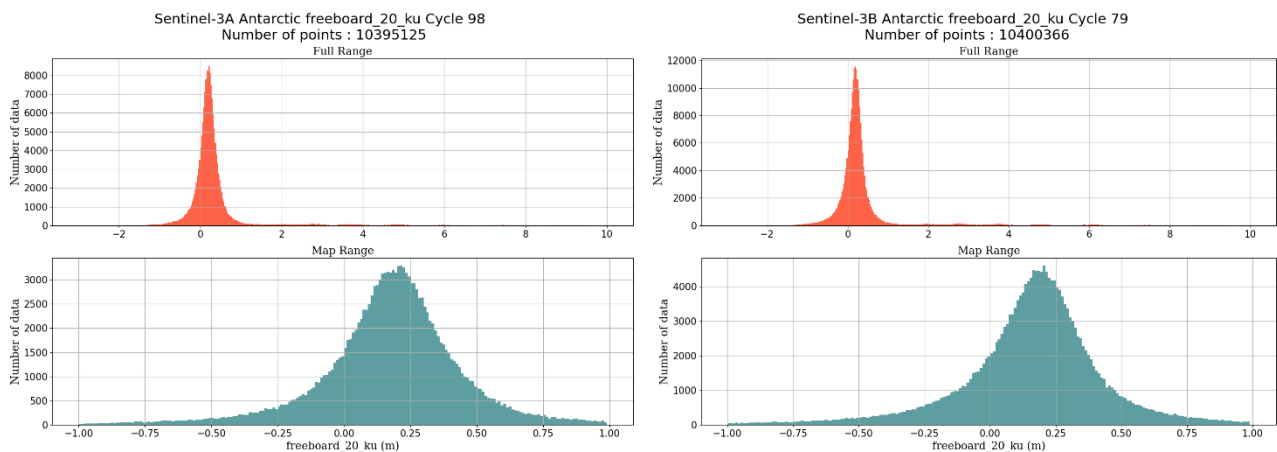 Sentinel-3A Antarctic freeboard_20_ku Cycle 98
Number of points : 10395125
Full Range
Number of data
8000
7000
6000
5000
4000
3000
2000
1000
0
−2 0 2 4 6 8 10
Map Range
Number of data
3000
2500
2000
1500
1000
500
0
−1.00 −0.75 −0.50 −0.25 0.00 0.25 0.50 0.75 1.00
freeboard_20_ku (m)
Sentinel-3B Antarctic freeboard_20_ku Cycle 79
Number of points : 10400366
Full Range
Number of data
12000
10000
8000
6000
4000
2000
0
−2 0 2 4 6 8 10
Map Range
Number of data
4000
3000
2000
1000
0
−1.00 −0.75 −0.50 −0.25 0.00 0.25 0.50 0.75 1.00
freeboard_20_ku (m)